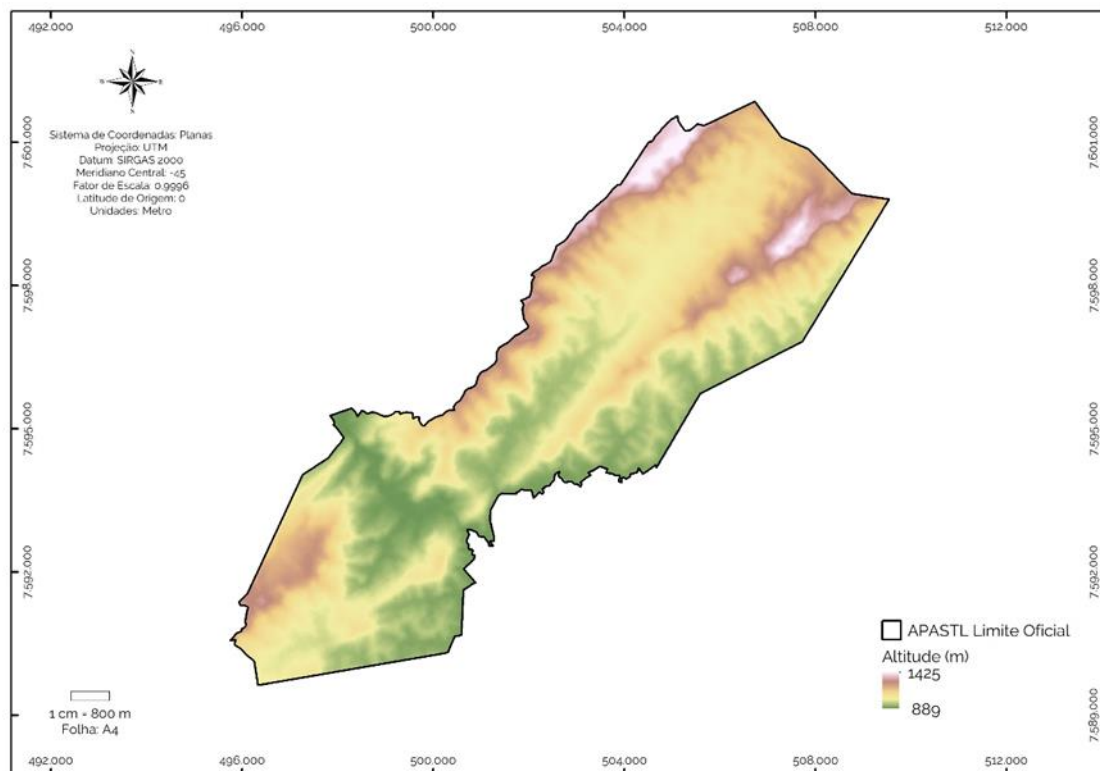 492.000 496.000 500.000 504.000 508.000 512.000
N
S
Sistema de Coordenadas: Planas
Projeção: UTM
Datum: SIRGAS 2000
Meridiano Central: -45
Fator de Escala: 0.9996
Latitude de Origem: 0
Unidades: Metro
7.601.000 7.601.000
7.598.000 7.598.000
7.595.000 7.595.000
7.592.000 7.592.000
7.589.000
APASTL Limite Oficial
Altitude (m)
1425
889
1 cm = 800 m
Folha: A4
492.000 496.000 500.000 504.000 508.000 512.000